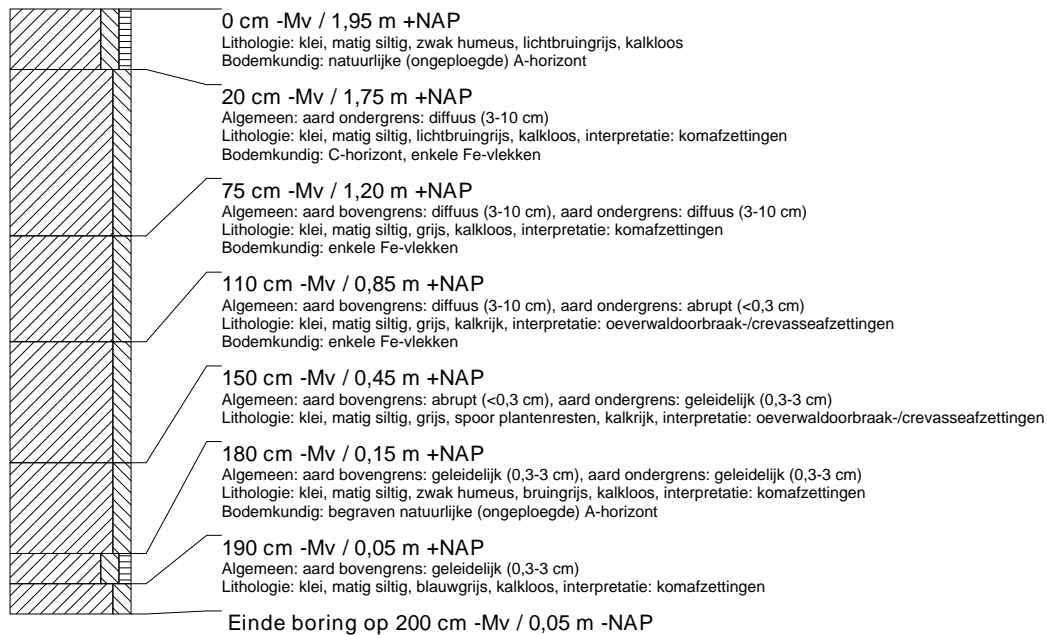 0 cm -Mv / 1,95 m +NAP
Lithologie: klei, matig siltig, zwak humeus, lichtbruingrijs, kalkloos
Bodemkundig: natuurlijke (ongeploegde) A-horizont
20 cm -Mv / 1,75 m +NAP
Algemeen: aard ondergrens: diffuus (3-10 cm)
Lithologie: klei, matig siltig, lichtbruingrijs, kalkloos, interpretatie: komafzettingen
Bodemkundig: C-horizont, enkele Fe-vlekken
75 cm -Mv / 1,20 m +NAP
Algemeen: aard bovengrens: diffuus (3-10 cm), aard ondergrens: diffuus (3-10 cm)
Lithologie: klei, matig siltig, grijs, kalkloos, interpretatie: komafzettingen
Bodemkundig: enkele Fe-vlekken
110 cm -Mv / 0,85 m +NAP
Algemeen: aard bovengrens: diffuus (3-10 cm), aard ondergrens: abrupt (<0,3 cm)
Lithologie: klei, matig siltig, grijs, kalkrijk, interpretatie: oeverwaldoorbraak-/crevasseafzettingen
Bodemkundig: enkele Fe-vlekken
150 cm -Mv / 0,45 m +NAP
Algemeen: aard bovengrens: abrupt (<0,3 cm), aard ondergrens: geleidelijk (0,3-3 cm)
Lithologie: klei, matig siltig, grijs, spoor plantenresten, kalkrijk, interpretatie: oeverwaldoorbraak-/crevasseafzettingen
180 cm -Mv / 0,15 m +NAP
Algemeen: aard bovengrens: geleidelijk (0,3-3 cm), aard ondergrens: geleidelijk (0,3-3 cm)
Lithologie: klei, matig siltig, zwak humeus, bruingrijs, kalkloos, interpretatie: komafzettingen
Bodemkundig: begraven natuurlijke (ongeploegde) A-horizont
190 cm -Mv / 0,05 m +NAP
Algemeen: aard bovengrens: geleidelijk (0,3-3 cm)
Lithologie: klei, matig siltig, blauwgrijs, kalkloos, interpretatie: komafzettingen
Einde boring op 200 cm -Mv / 0,05 m -NAP